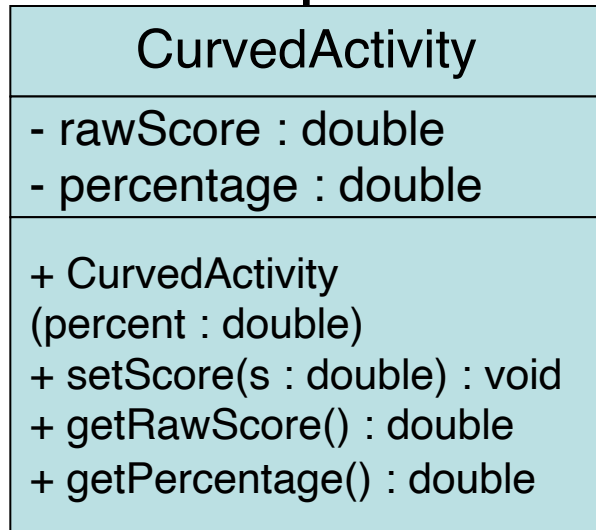 CurvedActivity
- rawScore : double
- percentage : double
+ CurvedActivity
(percent : double)
+ setScore(s : double) : void
+ getRawScore() : double
+ getPercentage() : double